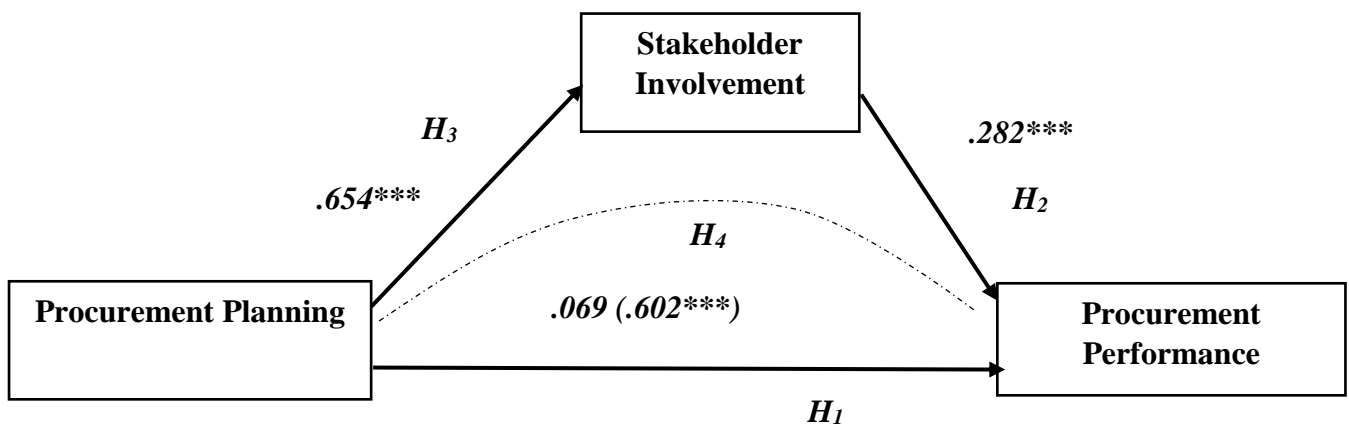 Stakeholder
Involvement
H3
.282***
.654***
H2
H4
Procurement Planning
.069 (.602***)
Procurement
Performance
H1